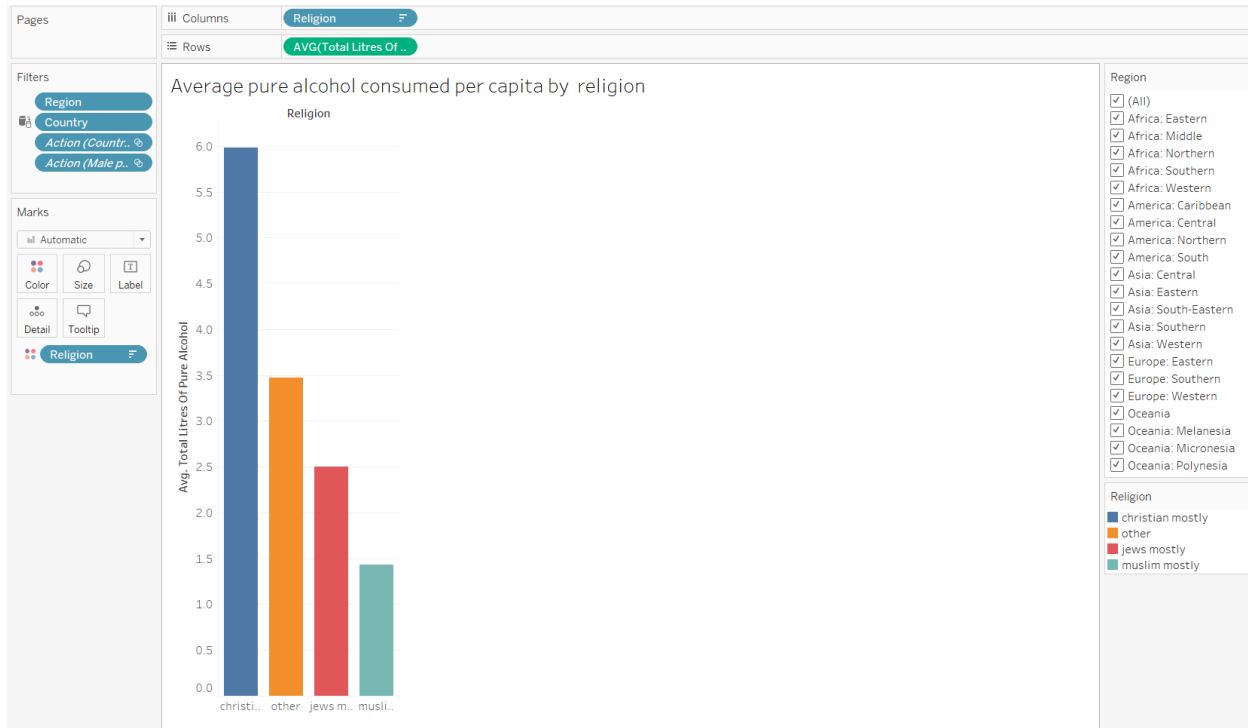 Pages
Columns
Religion
Rows
AVG(Total Litres Of ..
Filters
Region
Country
Action (Countr..
Action (Male p..
Marks
Automatic
Color
Size
Label
Detail
Tooltip
Religion
Average pure alcohol consumed per capita by religion
Religion
Avg. Total Litres Of Pure Alcohol
6.0
5.5
5.0
4.5
4.0
3.5
3.0
2.5
2.0
1.5
1.0
0.5
0.0
christi.. other jews m.. musli..
Region
(All)
Africa: Eastern
Africa: Middle
Africa: Northern
Africa: Southern
Africa: Western
America: Caribbean
America: Central
America: Northern
America: South
Asia: Central
Asia: Eastern
Asia: South-Eastern
Asia: Southern
Asia: Western
Europe: Eastern
Europe: Southern
Europe: Western
Oceania
Oceania: Melanesia
Oceania: Micronesia
Oceania: Polynesia
Religion
christian mostly
other
jews mostly
muslim mostly